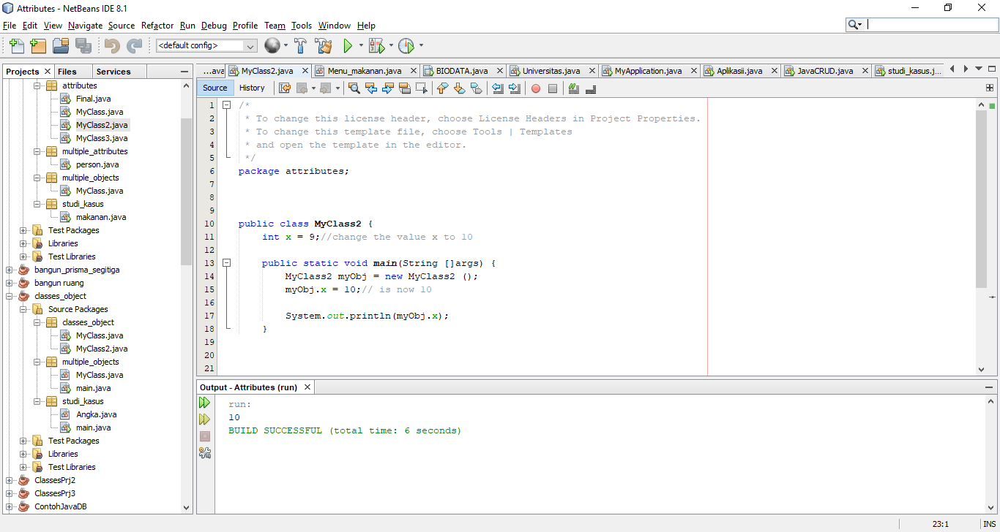 Attributes - NetBeans IDE 8.1
File Edit View Navigate Source Refactor Run Debug Profile Team Tools Window Help
<default config>
Projects Files Services
attributes
Final.java
MyClass.java
MyClass2.java
MyClass3.java
multiple_attributes
person.java
multiple_objects
MyClass.java
studi_kasus
makanan.java
Test Packages
Libraries
Test Libraries
bangun_prisma_segitiga
bangun ruang
classes_object
Source Packages
classes_object
MyClass.java
MyClass2.java
multiple_objects
MyClass.java
main.java
studi_kasus
Angka.java
main.java
Test Packages
Libraries
Test Libraries
ClassesPrj2
ClassesPrj3
ContohJavaDB
...ava MyClass2.java Menu_makanan.java BIODATA.java Universitas.java MyApplication.java Aplikasii.java JavaCRUD.java studi_kasus.j...
Source History
1 /*
2 * To change this license header, choose License Headers in Project Properties.
3 * To change this template file, choose Tools | Templates
4 * and open the template in the editor.
5 */
6 package attributes;
7
8
9
10 public class MyClass2 {
11 int x = 9;//change the value x to 10
12
13 public static void main(String []args) {
14 MyClass2 myObj = new MyClass2 ();
15 myObj.x = 10;// is now 10
16
17 System.out.println(myObj.x);
18 }
19
20
21
Output - Attributes (run)
run:
10
BUILD SUCCESSFUL (total time: 6 seconds)
23:1 INS